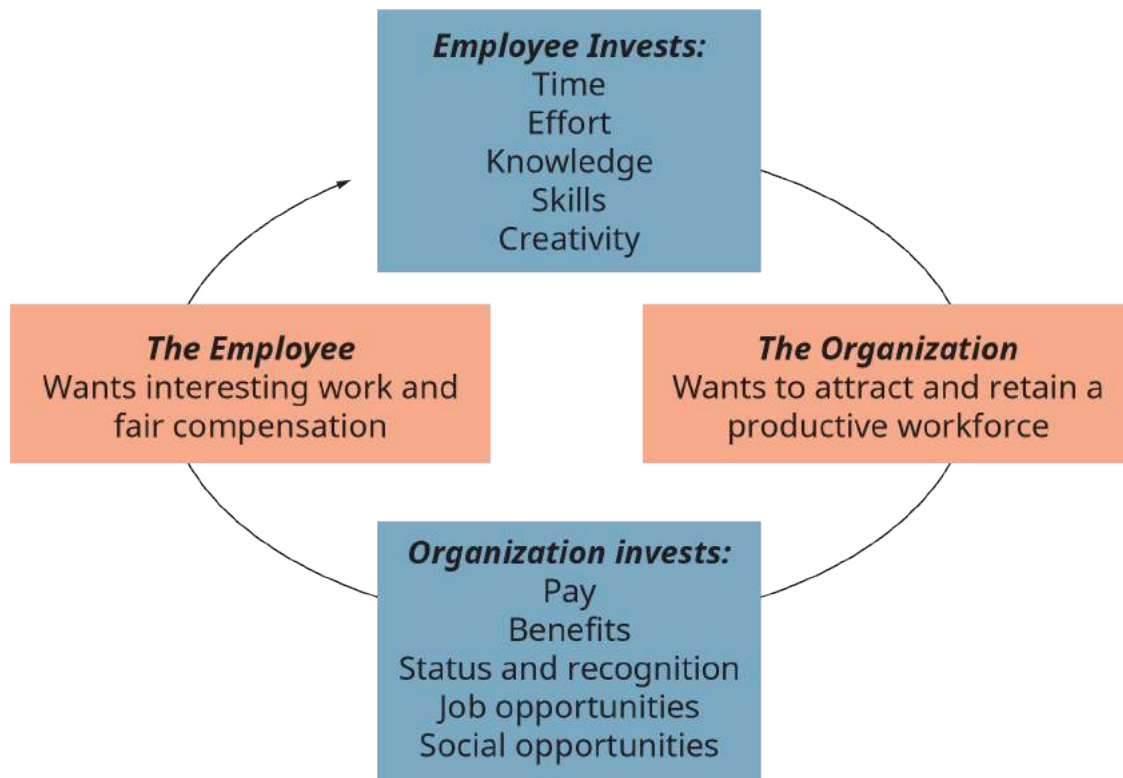 Employee Invests:
Time
Effort
Knowledge
Skills
Creativity
The Employee
Wants interesting work and
fair compensation
The Organization
Wants to attract and retain a
productive workforce
Organization invests:
Pay
Benefits
Status and recognition
Job opportunities
Social opportunities